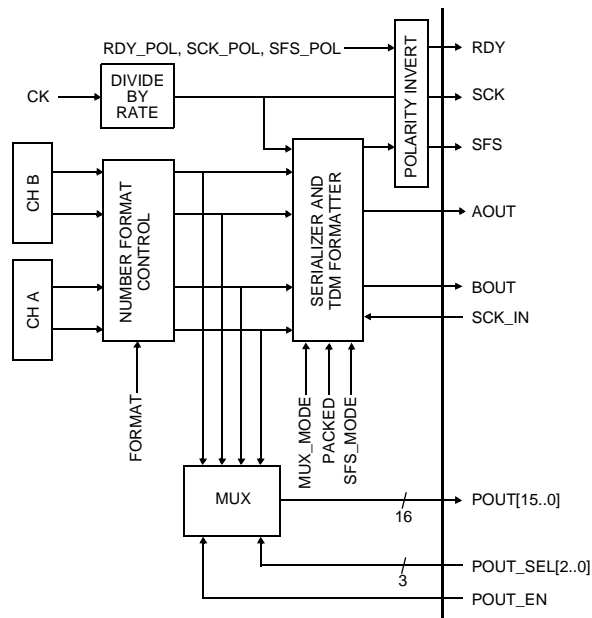 RDY_POL, SCK_POL, SFS_POL
RDY
CK
DIVIDE
BY
RATE
SCK
POLARITY INVERT
SFS
CH B
CH A
NUMBER FORMAT
CONTROL
SERIALIZER AND
TDM FORMATTER
AOUT
BOUT
SCK_IN
FORMAT
MUX_MODE
PACKED
SFS_MODE
MUX
16
POUT[15..0]
3
POUT_SEL[2..0]
POUT_EN